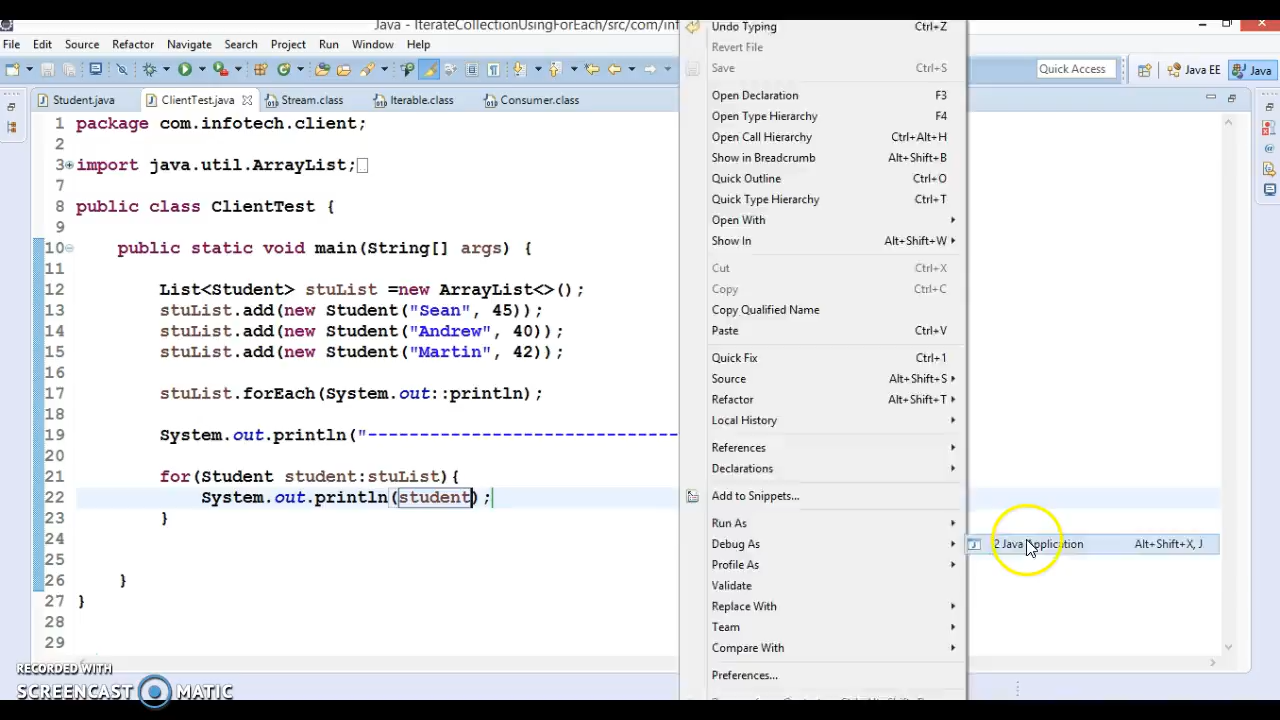 Java - IterateCollectionUsingForEach/src/com/inf
File Edit Source Refactor Navigate Search Project Run Window Help
Quick Access Java EE Java
Student.java ClientTest.java Stream.class Iterable.class Consumer.class
1 package com.infotech.client;
2
3 import java.util.ArrayList;
7
8 public class ClientTest {
9
10 public static void main(String[] args) {
11
12 List<Student> stuList =new ArrayList<>();
13 stuList.add(new Student("Sean", 45));
14 stuList.add(new Student("Andrew", 40));
15 stuList.add(new Student("Martin", 42));
16
17 stuList.forEach(System.out::println);
18
19 System.out.println("------------------------------
20
21 for(Student student:stuList){
22 System.out.println(student);
23 }
24
25
26 }
27 }
28
29
Undo Typing Ctrl+Z
Revert File
Save Ctrl+S
Open Declaration F3
Open Type Hierarchy F4
Open Call Hierarchy Ctrl+Alt+H
Show in Breadcrumb Alt+Shift+B
Quick Outline Ctrl+O
Quick Type Hierarchy Ctrl+T
Open With
Show In Alt+Shift+W
Cut Ctrl+X
Copy Ctrl+C
Copy Qualified Name
Paste Ctrl+V
Quick Fix Ctrl+1
Source Alt+Shift+S
Refactor Alt+Shift+T
Local History
References
Declarations
Add to Snippets...
Run As
Debug As
Profile As
Validate
Replace With
Team
Compare With
Preferences...
2 Java Application Alt+Shift+X, J
RECORDED WITH
SCREENCAST MATIC